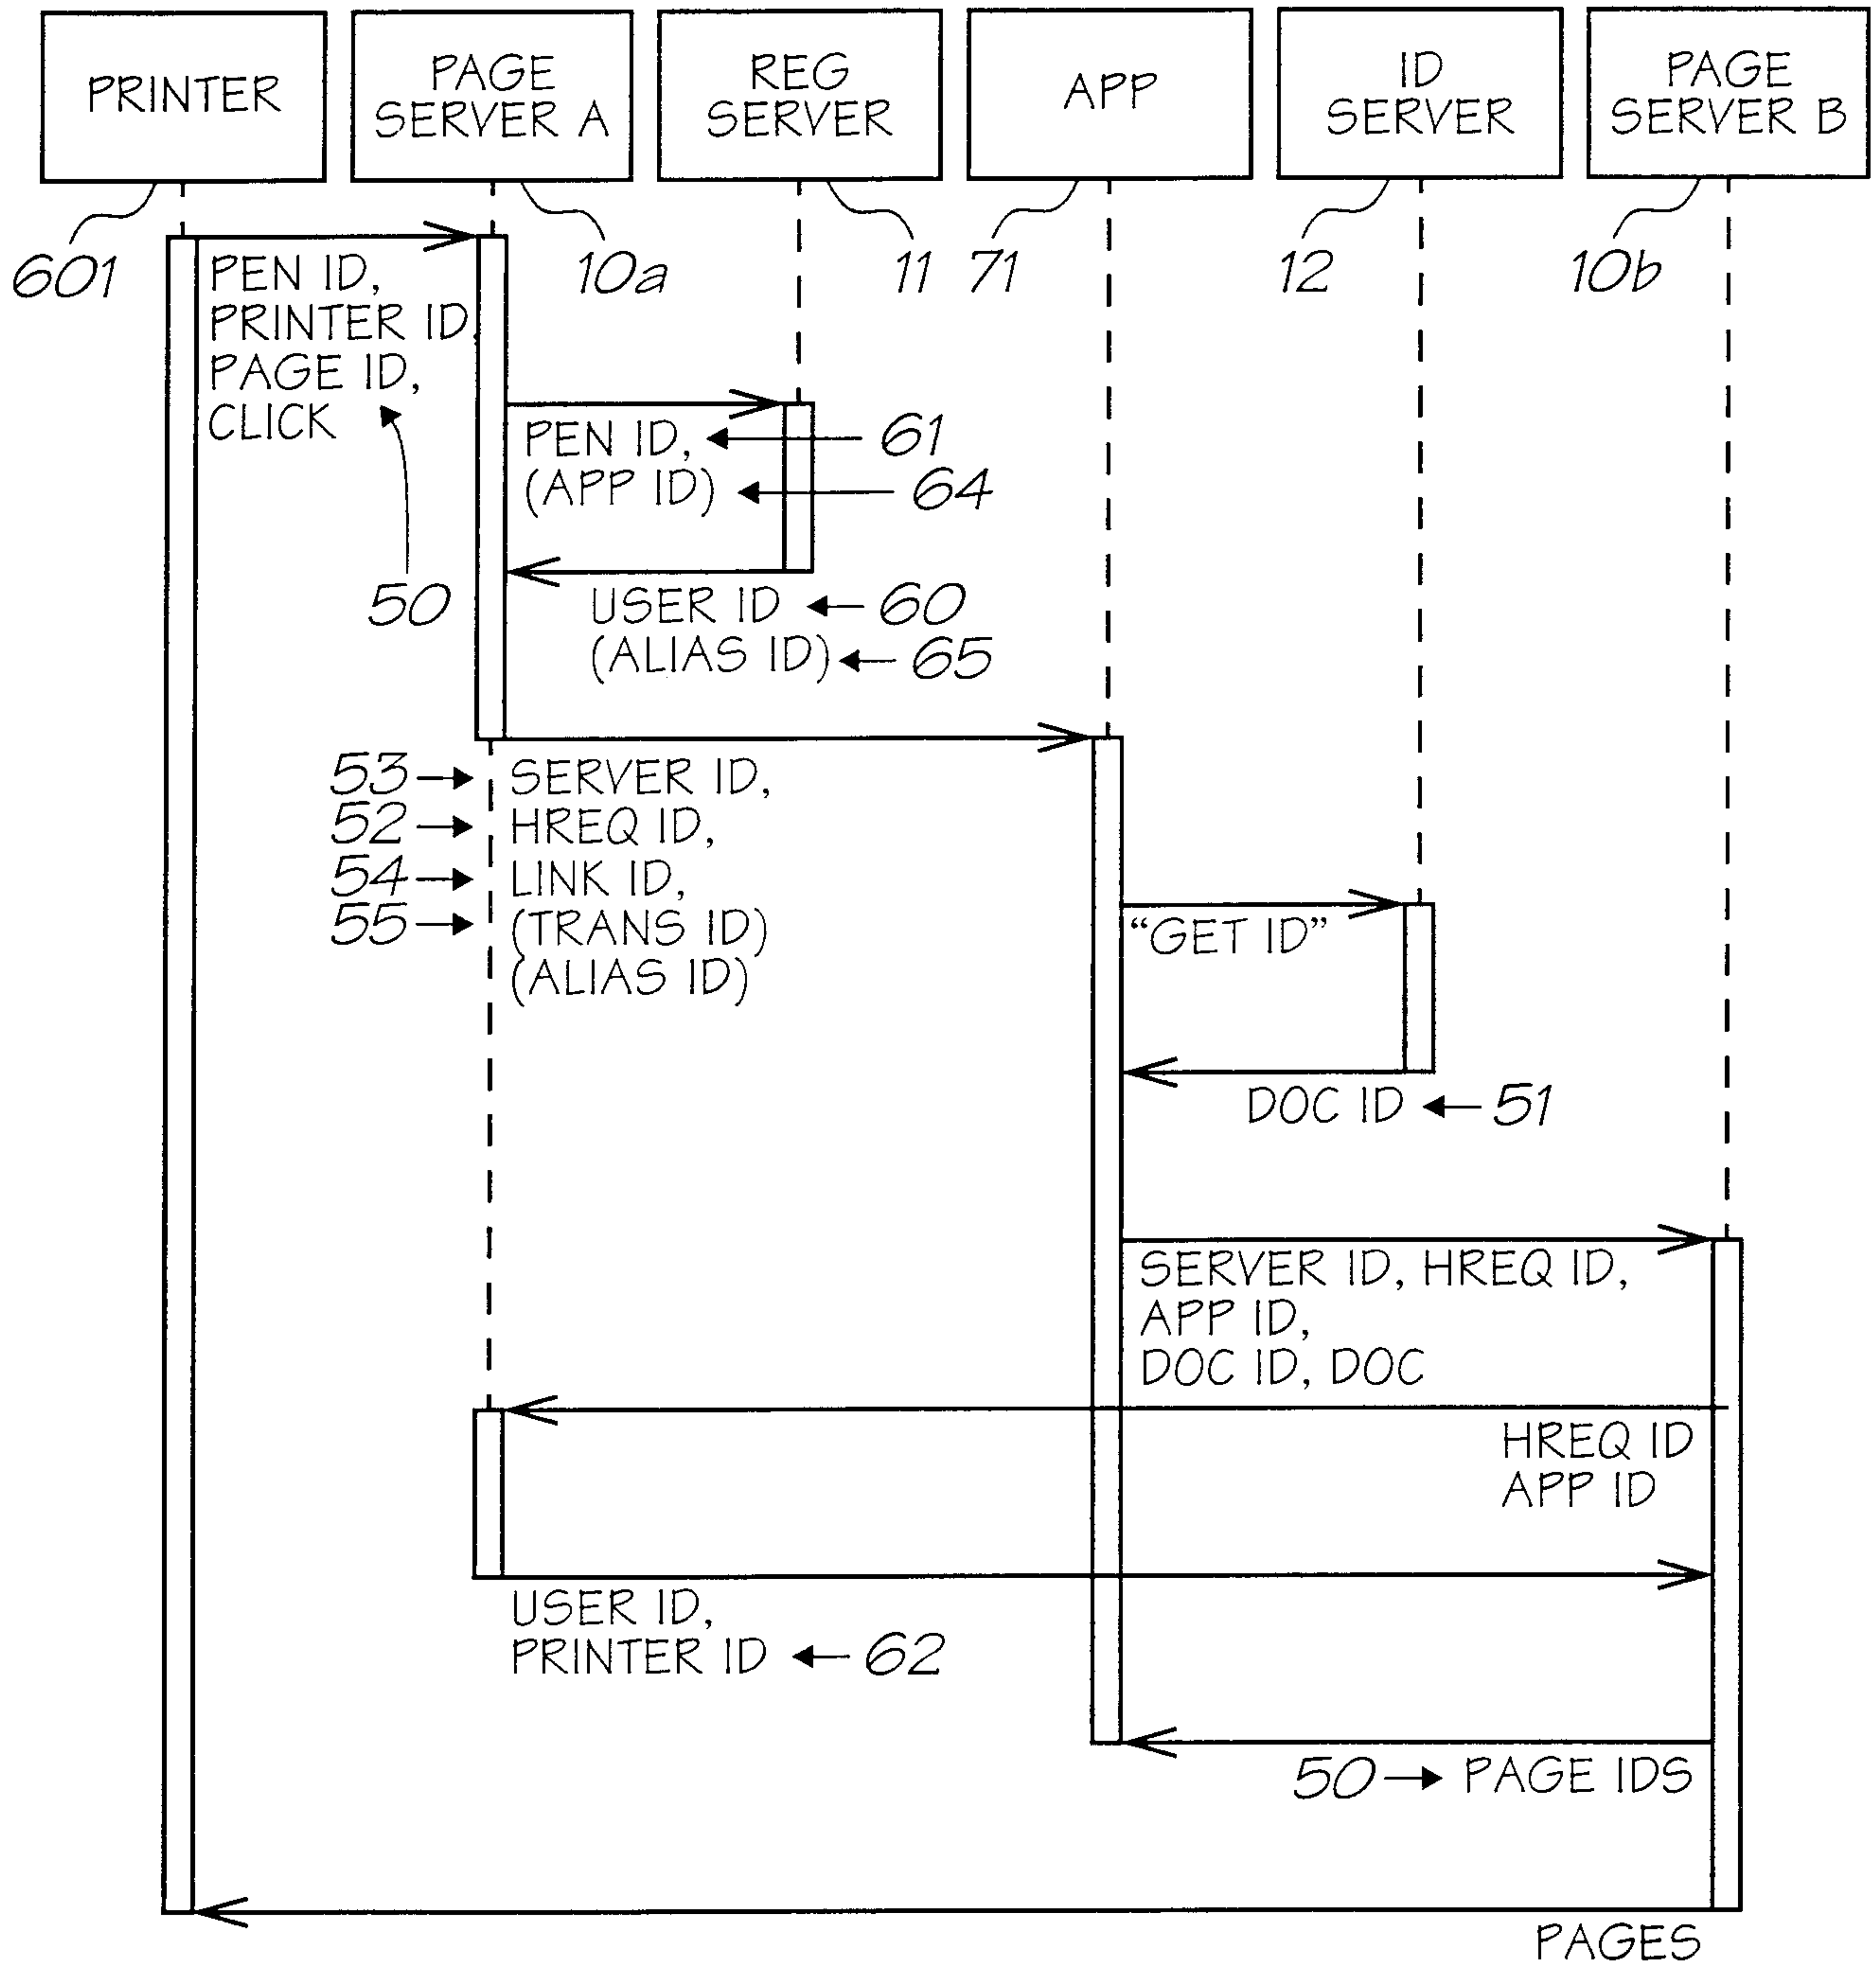 PRINTER
PAGE
SERVER A
REG
SERVER
APP
ID
SERVER
PAGE
SERVER B
601
10a
11
71
12
10b
PEN ID,
PRINTER ID
PAGE ID,
CLICK
50
PEN ID,
61
(APP ID)
64
USER ID
60
(ALIAS ID)
65
53
SERVER ID,
52
HREQ ID,
54
LINK ID,
55
(TRANS ID)
(ALIAS ID)
“GET ID”
DOC ID
51
SERVER ID, HREQ ID,
APP ID,
DOC ID, DOC
HREQ ID
APP ID
USER ID,
PRINTER ID
62
50
PAGE IDS
PAGES